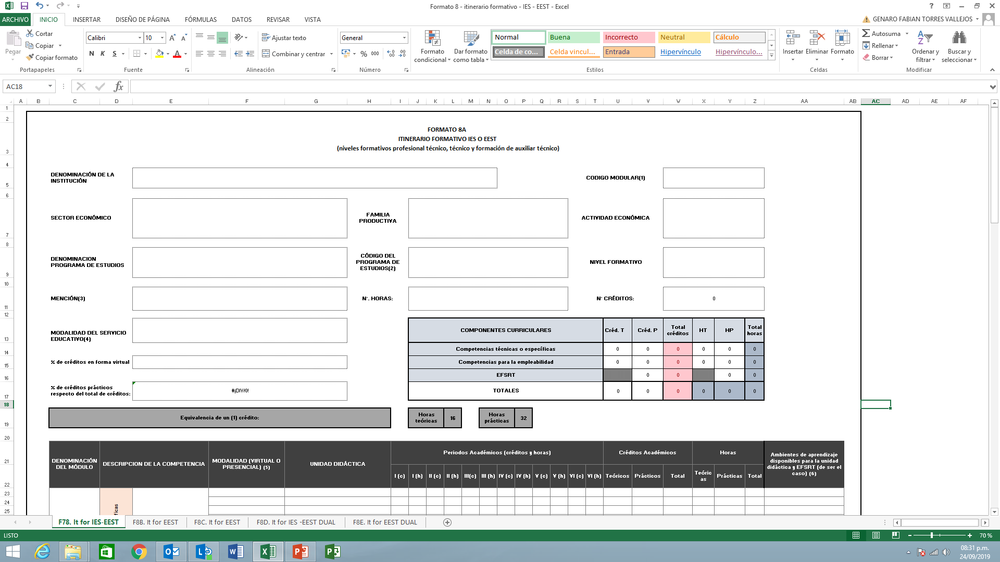 Formato 8 - itinerario formativo - IES - EEST - Excel
ARCHIVO INICIO INSERTAR DISEÑO DE PÁGINA FÓRMULAS DATOS REVISAR VISTA GENARO FABIAN TORRES VALLEJOS
Pegar Cortar
Copiar
Copiar formato
Portapapeles
Calibri 10
N K S
Fuente
Ajustar texto
Combinar y centrar
Alineación
General
% 000
Número
Formato condicional
Dar formato como tabla
Normal Buena Incorrecto Neutral Cálculo
Celda de co... Celda vincul... Entrada Hipervínculo Hipervínculo...
Estilos
Insertar Eliminar Formato
Celdas
Autosuma
Rellenar
Borrar
Ordenar y filtrar
Buscar y seleccionar
Modificar
AC18 fx
A B C D E F G H I J K L M N O P Q R S T U V W X Y Z AA AB AC AD AE AF
1
2
3
4
5
6
7
8
9
10
11
12
13
14
15
16
17
18
19
20
21
22
23
24
25
FORMATO 8A
ITINERARIO FORMATIVO IES O EEST
(niveles formativos profesional técnico, técnico y formación de auxiliar técnico)
DENOMINACIÓN DE LA
INSTITUCIÓN
CODIGO MODULAR(1)
SECTOR ECONÓMICO
FAMILIA
PRODUCTIVA
ACTIVIDAD ECONÓMICA
DENOMINACION
PROGRAMA DE ESTUDIOS
CÓDIGO DEL
PROGRAMA DE
ESTUDIOS(2)
NIVEL FORMATIVO
MENCIÓN(3)
N°. HORAS:
N° CRÉDITOS: 0
MODALIDAD DEL SERVICIO
EDUCATIVO(4)
% de créditos en forma virtual
% de créditos prácticos
respecto del total de créditos: #¡DIV/0!
COMPONENTES CURRICULARES Créd. T Créd. P Total créditos HT HP Total horas
Competencias técnicas o específicas 0 0 0 0 0 0
Competencias para la empleabilidad 0 0 0 0 0 0
EFSRT 0 0 0 0
TOTALES 0 0 0 0 0 0
Equivalencia de un (1) crédito:
Horas teóricas 16
Horas prácticas 32
DENOMINACIÓN DEL MÓDULO
DESCRIPCION DE LA COMPETENCIA
MODALIDAD (VIRTUAL O PRESENCIAL) (5)
UNIDAD DIDÁCTICA
Periodos Académicos (créditos y horas)
I (c) I (h) II (c) II (h) III(c) III (h) IV (c) IV (h) V (c) V (h) VI (c) VI (h)
Créditos Académicos
Teóricos Prácticos Total
Horas
Teóric
as Prácticas Total
Ambientes de aprendizaje
disponibles para la unidad
didáctica y EFSRT (de ser el
caso) (6)
ficas
F78. It for IES-EEST F8B. It for EEST F8C. It for EEST F8D. It for IES -EEST DUAL F8E. It for EEST DUAL
LISTO 70 %
08:31 p.m.
24/09/2019